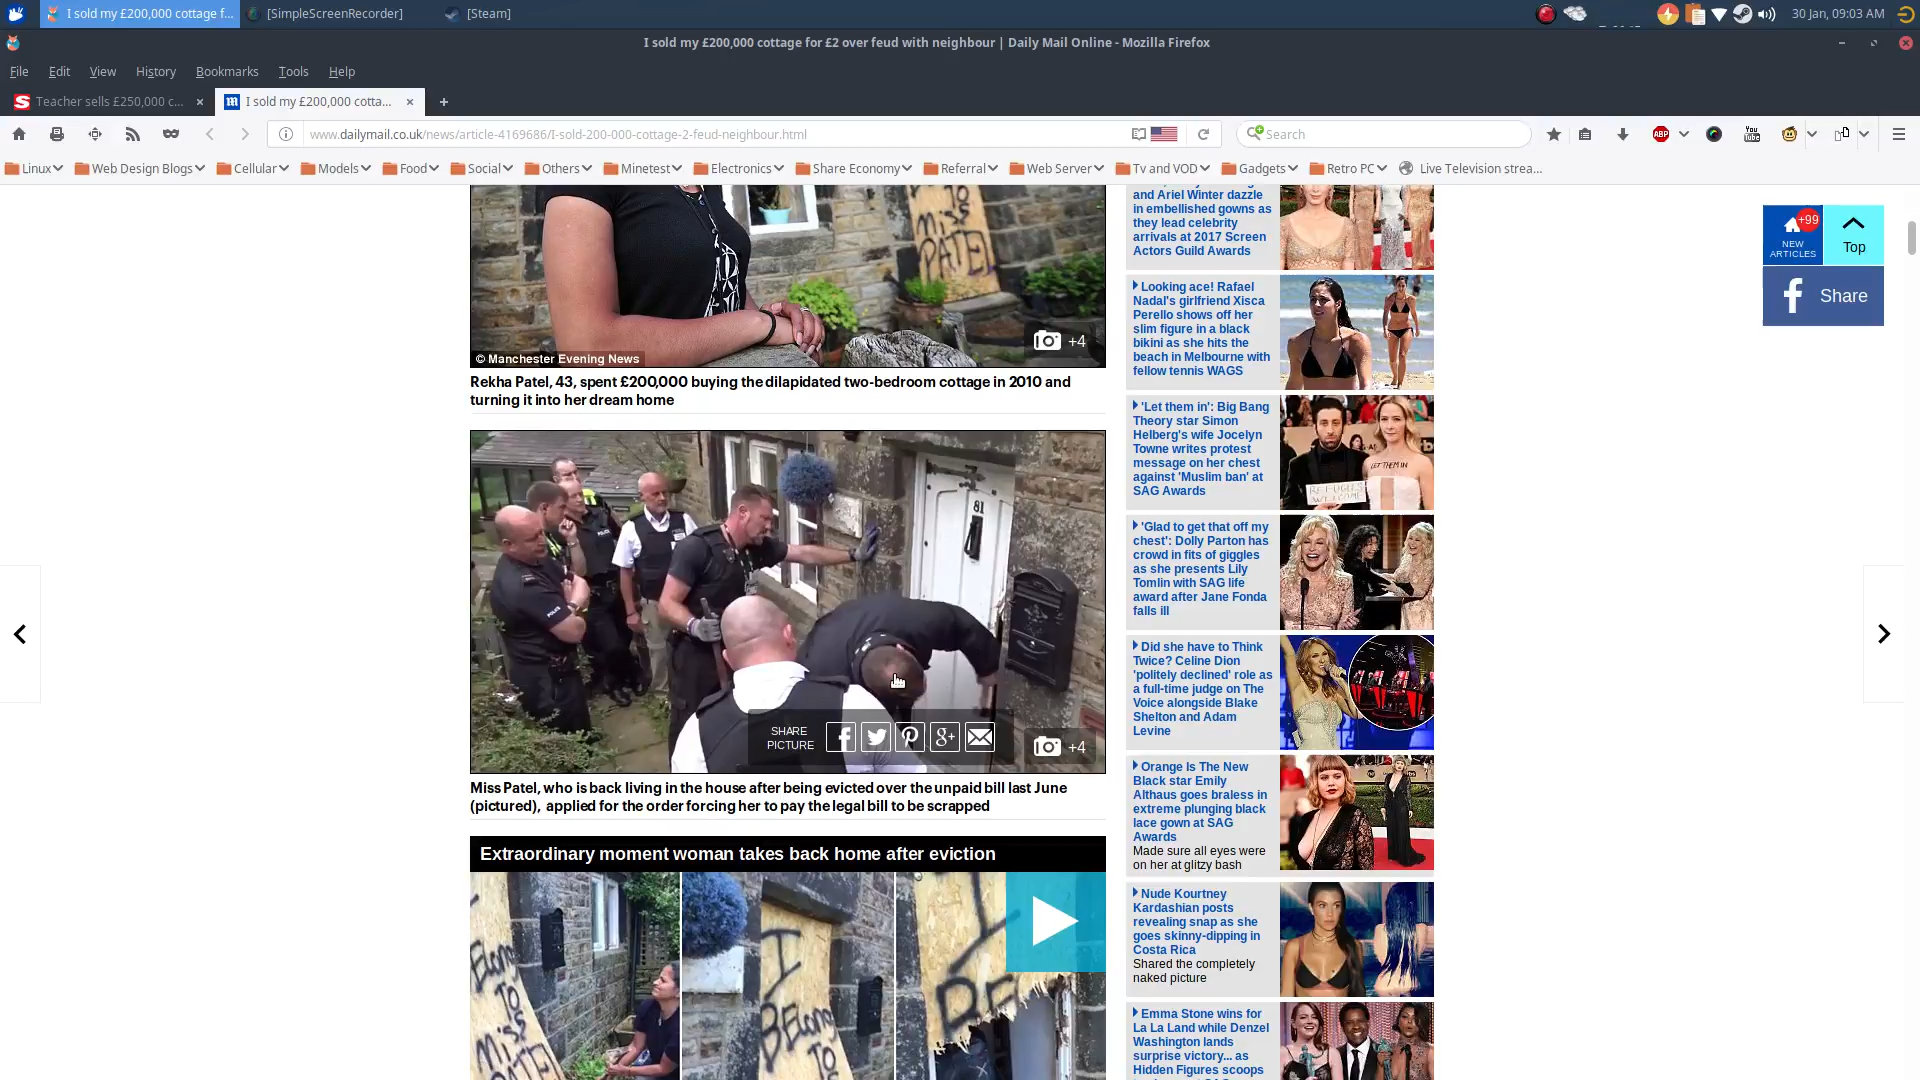 I sold my £200,000 cottage f...
[SimpleScreenRecorder]
[Steam]
30 Jan, 09:03 AM
I sold my £200,000 cottage for £2 over feud with neighbour | Daily Mail Online - Mozilla Firefox
File Edit View History Bookmarks Tools Help
Teacher sells £250,000 c...
I sold my £200,000 cotta...
www.dailymail.co.uk/news/article-4169686/I-sold-200-000-cottage-2-feud-neighbour.html
Search
ABP
You
Linux Web Design Blogs Cellular Models Food Social Others Minetest Electronics Share Economy Referral Web Server Tv and VOD Gadgets Retro PC Live Television strea...
TO
Miss
PATEL
+4
© Manchester Evening News
Rekha Patel, 43, spent £200,000 buying the dilapidated two-bedroom cottage in 2010 and
turning it into her dream home
81
POLICE
SHARE
PICTURE
+4
Miss Patel, who is back living in the house after being evicted over the unpaid bill last June
(pictured), applied for the order forcing her to pay the legal bill to be scrapped
Extraordinary moment woman takes back home after eviction
TO
Miss
I
BElong
TO
and Ariel Winter dazzle
in embellished gowns as
they lead celebrity
arrivals at 2017 Screen
Actors Guild Awards
Looking ace! Rafael
Nadal's girlfriend Xisca
Perello shows off her
slim figure in a black
bikini as she hits the
beach in Melbourne with
fellow tennis WAGS
'Let them in': Big Bang
Theory star Simon
Helberg's wife Jocelyn
Towne writes protest
message on her chest
against 'Muslim ban' at
SAG Awards
LET THEM IN
REFUGEES
WELCOME
'Glad to get that off my
chest': Dolly Parton has
crowd in fits of giggles
as she presents Lily
Tomlin with SAG life
award after Jane Fonda
falls ill
Did she have to Think
Twice? Celine Dion
'politely declined' role as
a full-time judge on The
Voice alongside Blake
Shelton and Adam
Levine
Orange Is The New
Black star Emily
Althaus goes braless in
extreme plunging black
lace gown at SAG
Awards
Made sure all eyes were
on her at glitzy bash
Nude Kourtney
Kardashian posts
revealing snap as she
goes skinny-dipping in
Costa Rica
Shared the completely
naked picture
Emma Stone wins for
La La Land while Denzel
Washington lands
surprise victory... as
Hidden Figures scoops
+99
NEW
ARTICLES
Top
Share